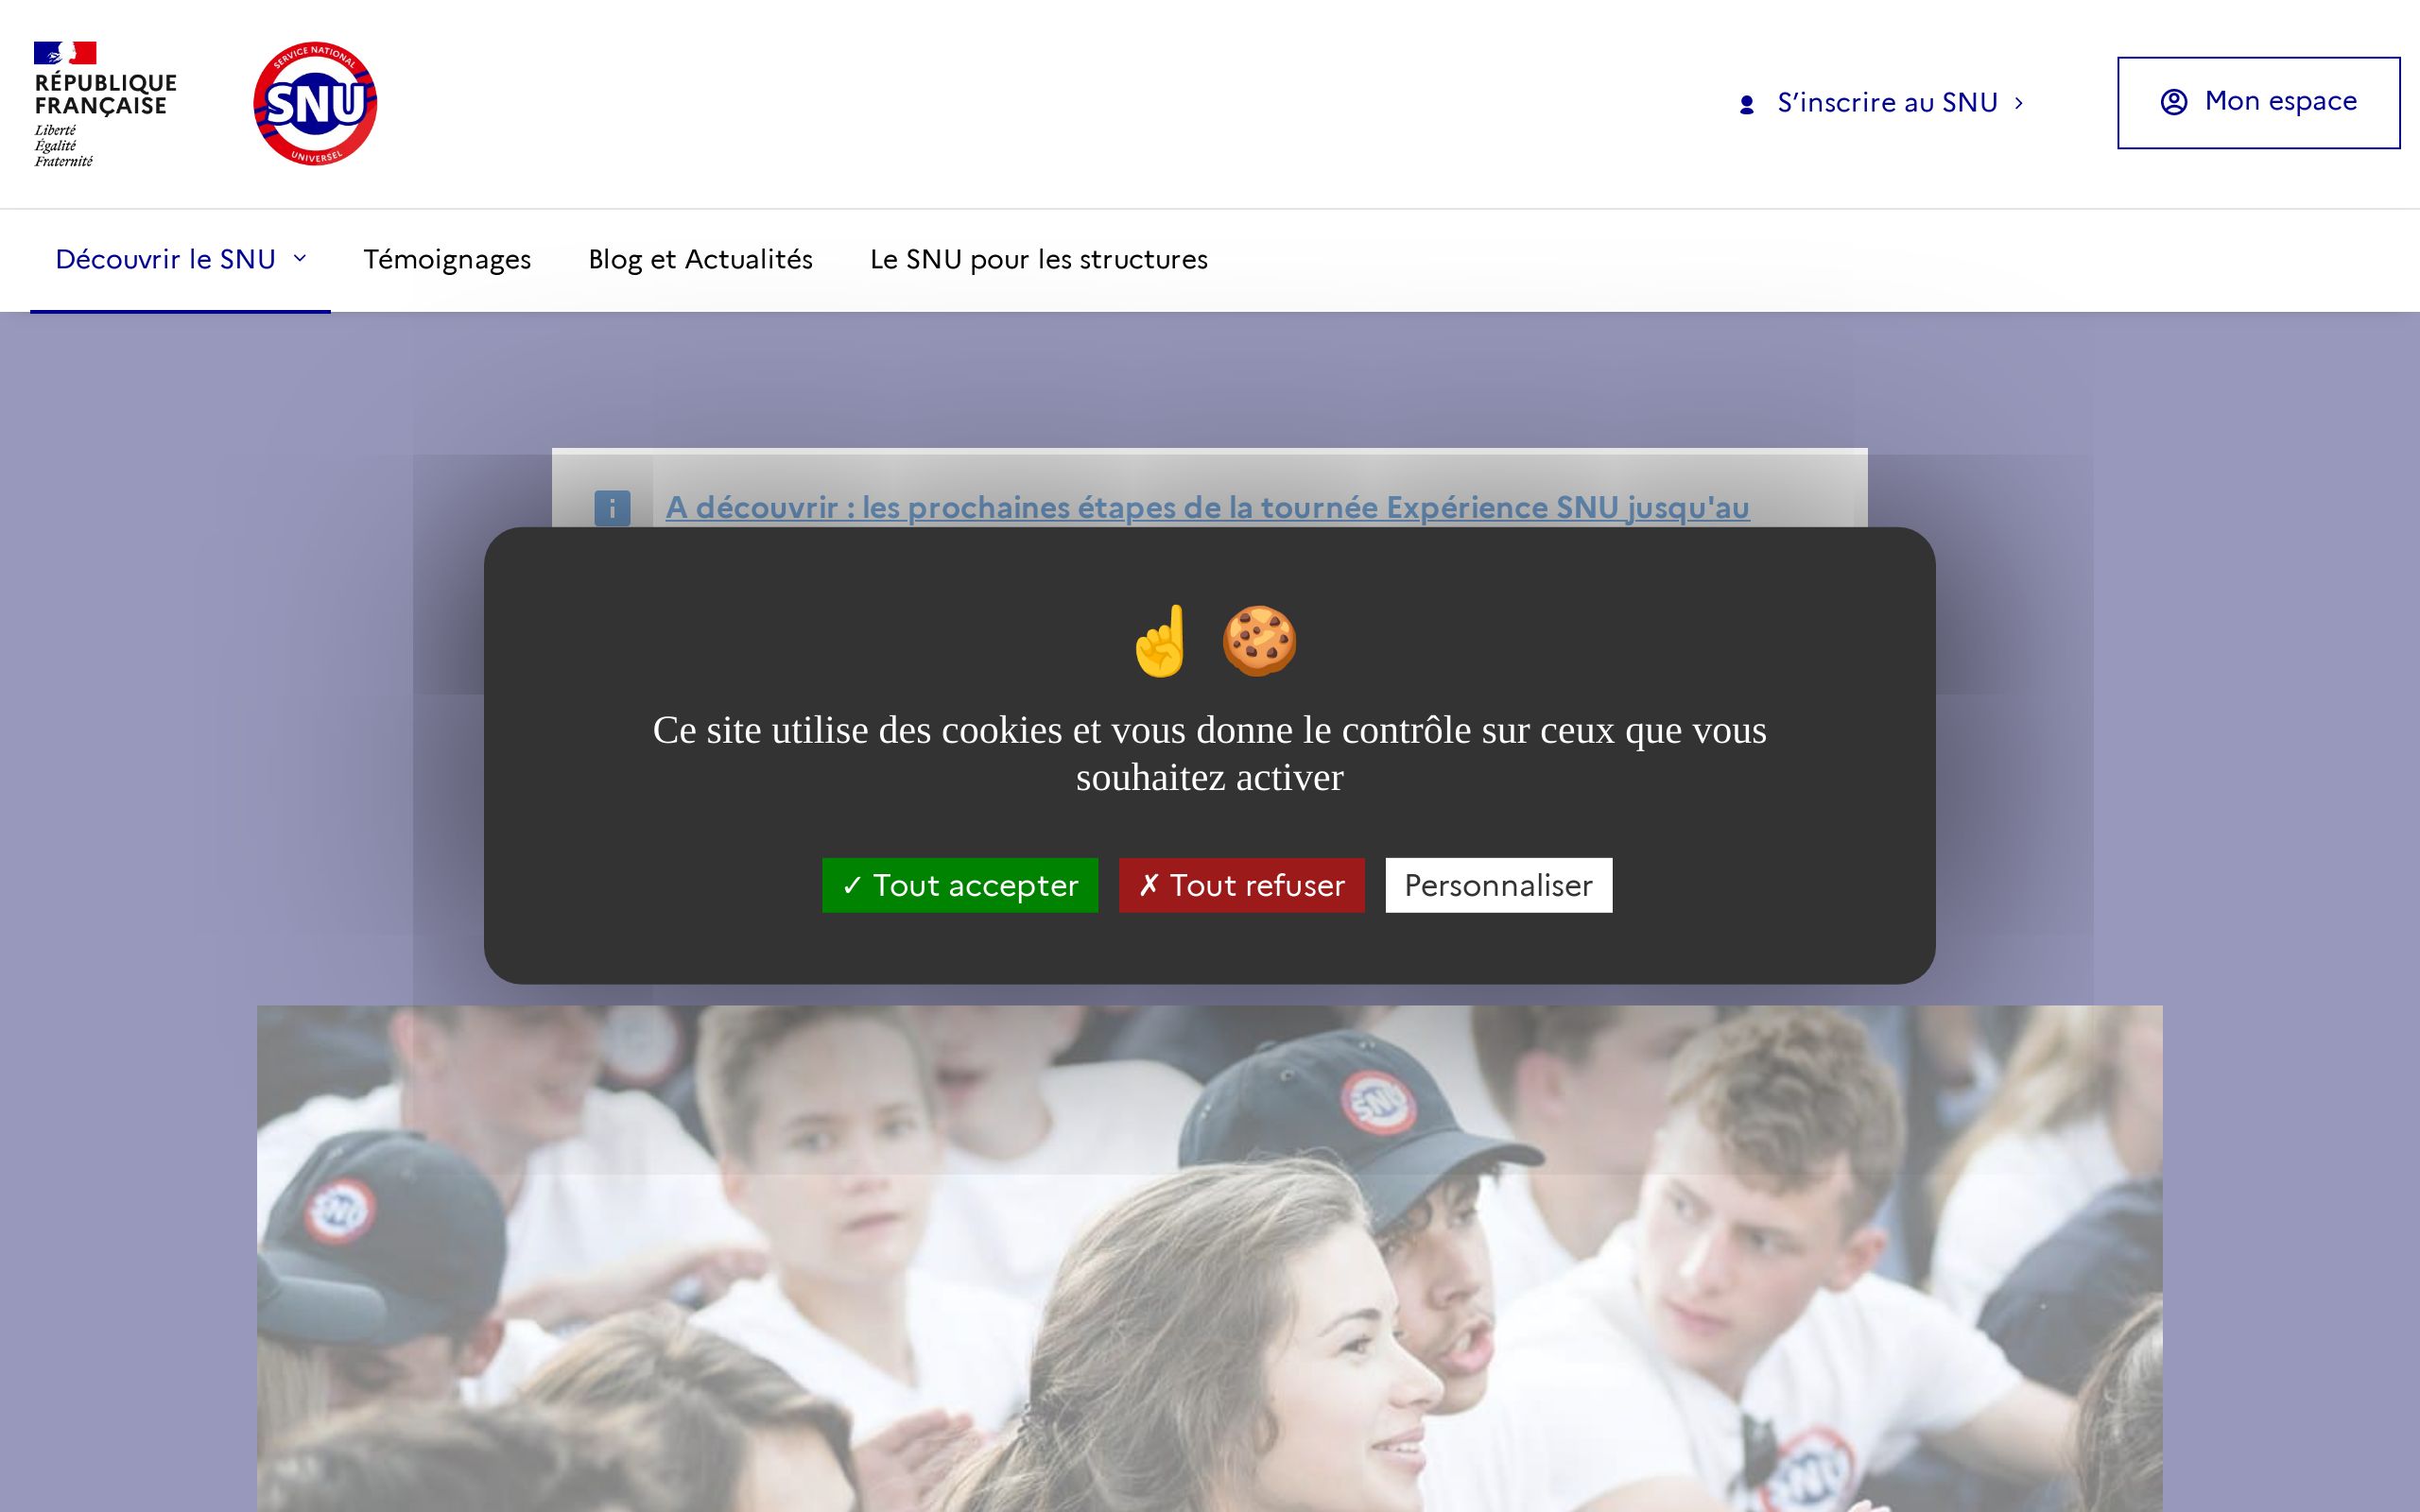 RÉPUBLIQUE
FRANÇAISE
Liberté
Égalité
Fraternité
SERVICE NATIONAL
SNU
UNIVERSEL
S’inscrire au SNU
Mon espace
Découvrir le SNU
Témoignages
Blog et Actualités
Le SNU pour les structures
A découvrir : les prochaines étapes de la tournée Expérience SNU jusqu'au
☝️ 🍪
Ce site utilise des cookies et vous donne le contrôle sur ceux que vous
souhaitez activer
✓ Tout accepter
✗ Tout refuser
Personnaliser
SNU
SNU
SNU